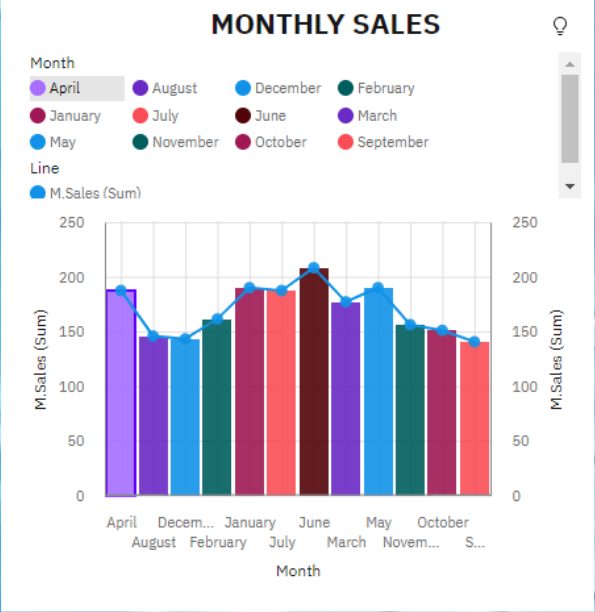 MONTHLY SALES
Month
April August December February
January July June March
May November October September
Line
M.Sales (Sum)
250 250
200 200
150 150
100 100
50 50
0 0
M.Sales (Sum)
M.Sales (Sum)
April Decem... January June May October
August February July March Novem... S...
Month